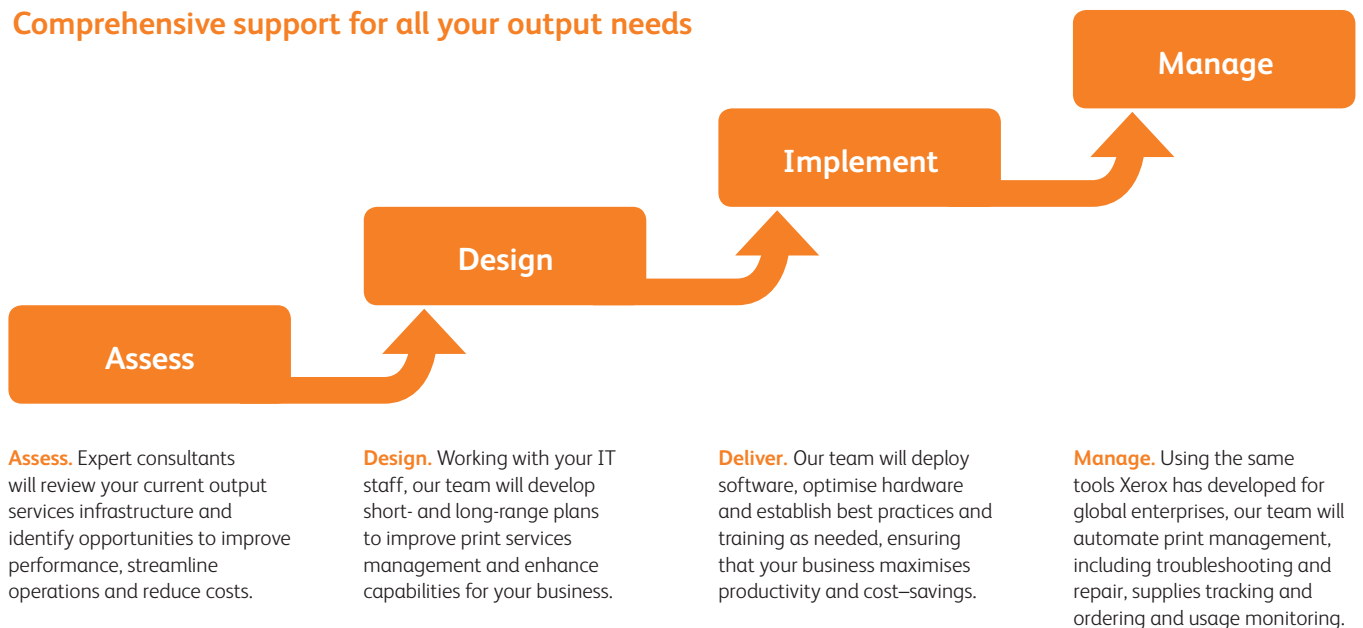 Comprehensive support for all your output needs
Manage
Implement
Design
Assess
Assess. Expert consultants
will review your current output
services infrastructure and
identify opportunities to improve
performance, streamline
operations and reduce costs.
Design. Working with your IT
staff, our team will develop
short- and long-range plans
to improve print services
management and enhance
capabilities for your business.
Deliver. Our team will deploy
software, optimise hardware
and establish best practices and
training as needed, ensuring
that your business maximises
productivity and cost–savings.
Manage. Using the same
tools Xerox has developed for
global enterprises, our team will
automate print management,
including troubleshooting and
repair, supplies tracking and
ordering and usage monitoring.